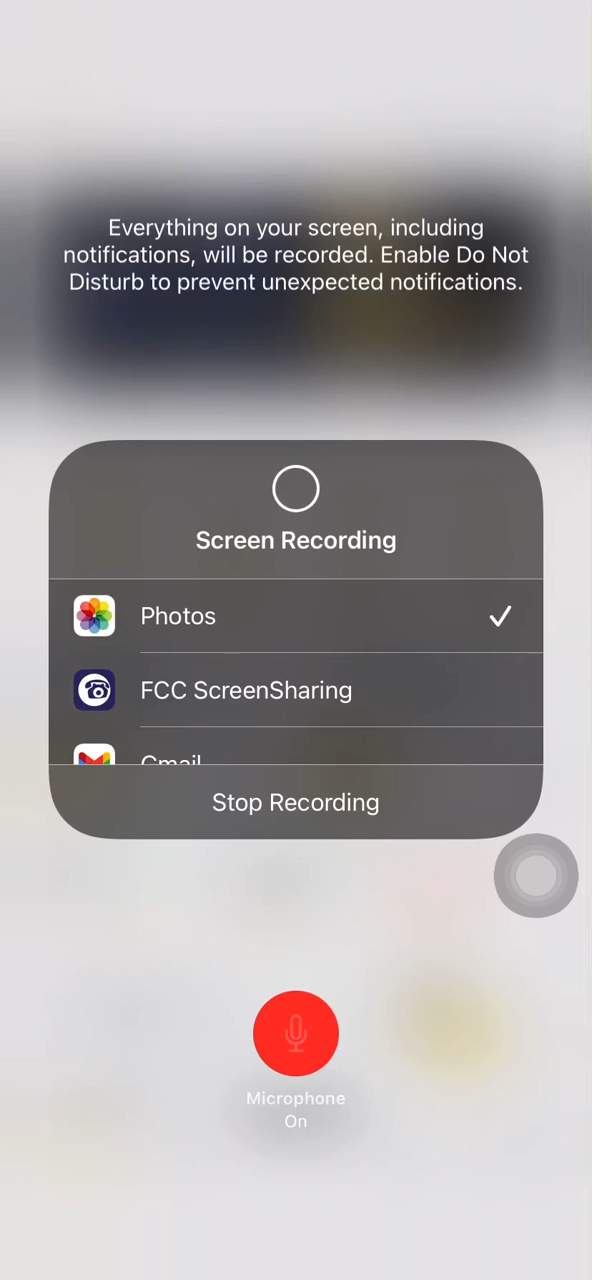 Everything on your screen, including
notifications, will be recorded. Enable Do Not
Disturb to prevent unexpected notifications.
Screen Recording
Photos
FCC ScreenSharing
Gmail
Stop Recording
Microphone
On